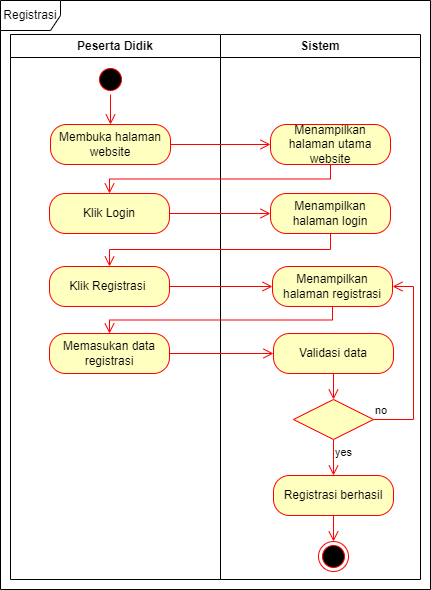 Registrasi
Peserta Didik
Sistem
Membuka halaman
website
Menampilkan
halaman utama
website
Klik Login
Menampilkan
halaman login
Klik Registrasi
Menampilkan
halaman registrasi
Memasukan data
registrasi
Validasi data
no
yes
Registrasi berhasil